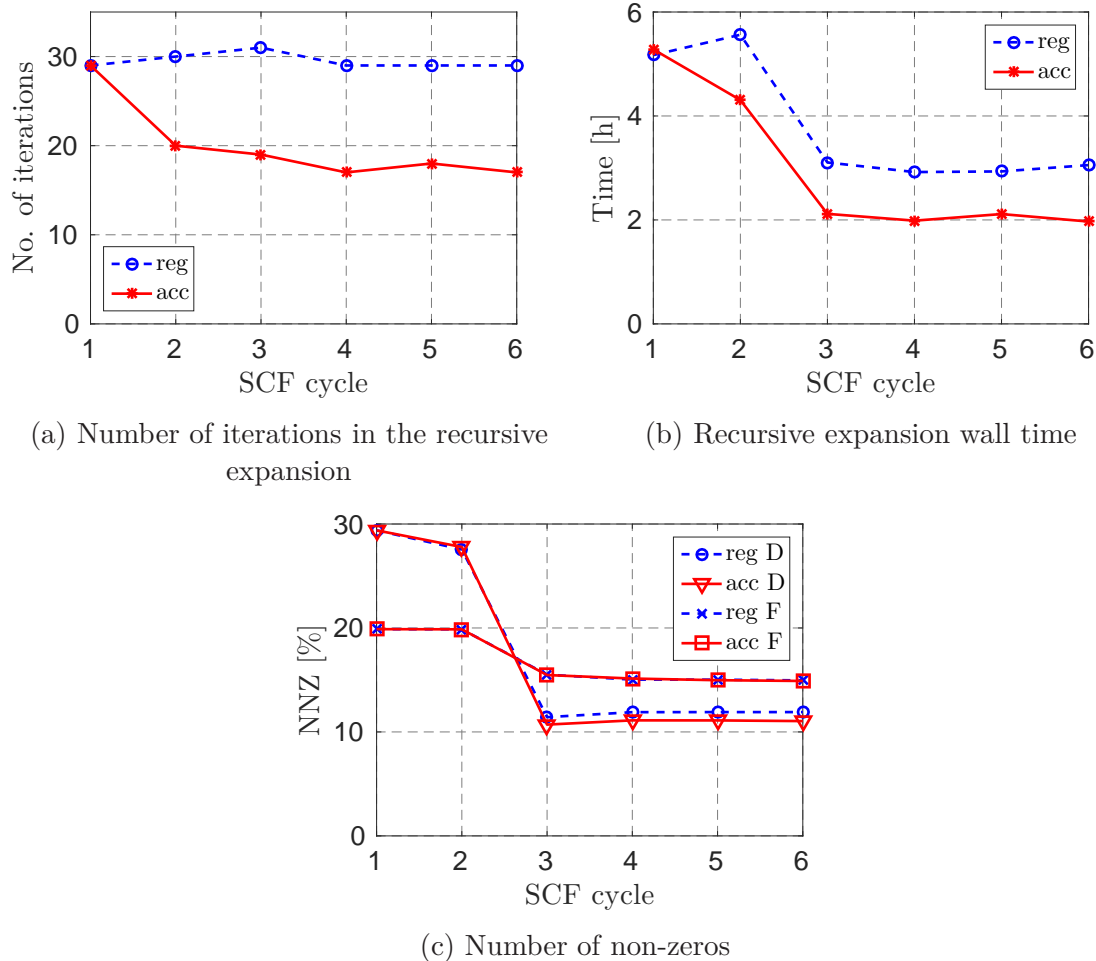 30
20
10
0
1
2
3
4
5
6
No. of iterations
SCF cycle
reg
acc
(a) Number of iterations in the recursive
expansion
6
4
2
0
1
2
3
4
5
6
Time [h]
SCF cycle
reg
acc
(b) Recursive expansion wall time
30
20
10
0
1
2
3
4
5
6
NNZ [%]
SCF cycle
reg D
acc D
reg F
acc F
(c) Number of non-zeros